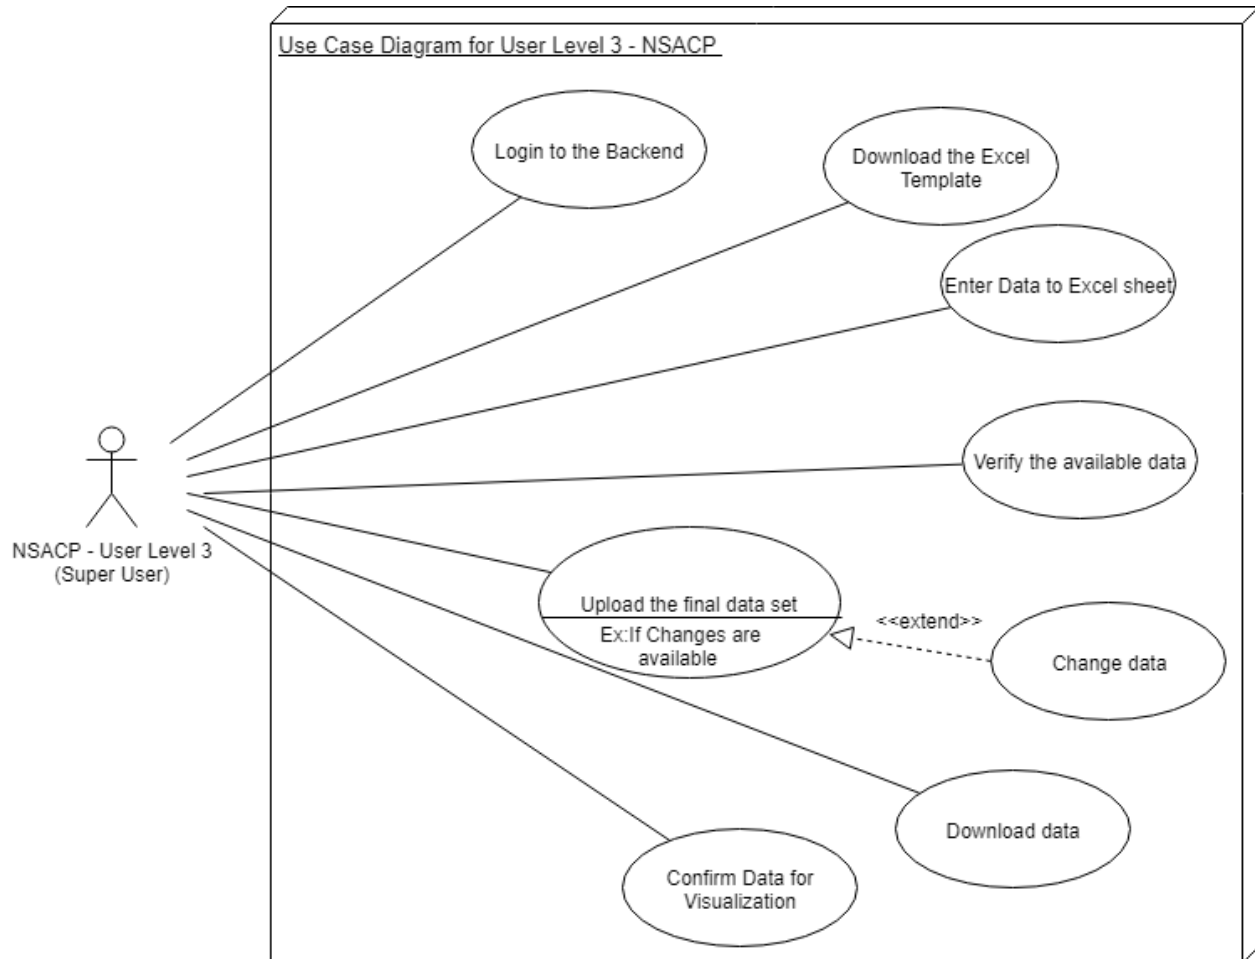 Use Case Diagram for User Level 3 - NSACP
Login to the Backend
Download the Excel
Template
Enter Data to Excel sheet
Verify the available data
NSACP - User Level 3
(Super User)
Upload the final data set
Ex:If Changes are
available
<<extend>>
Change data
Download data
Confirm Data for
Visualization